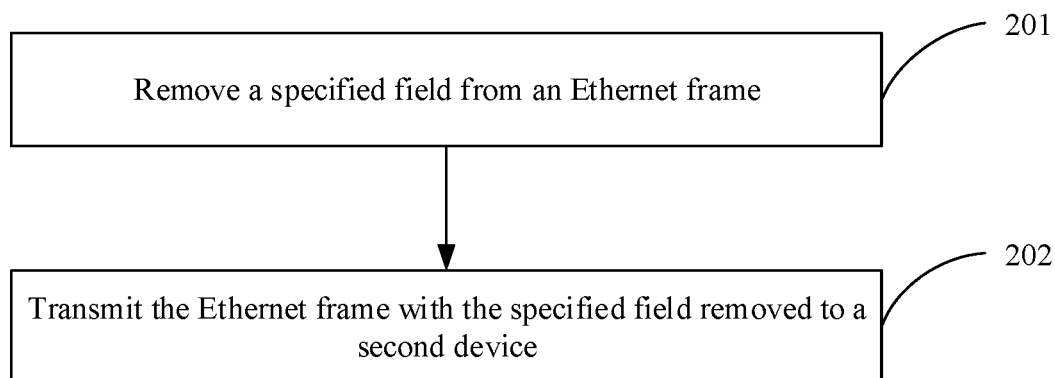 201
Remove a specified field from an Ethernet frame
202
Transmit the Ethernet frame with the specified field removed to a
second device